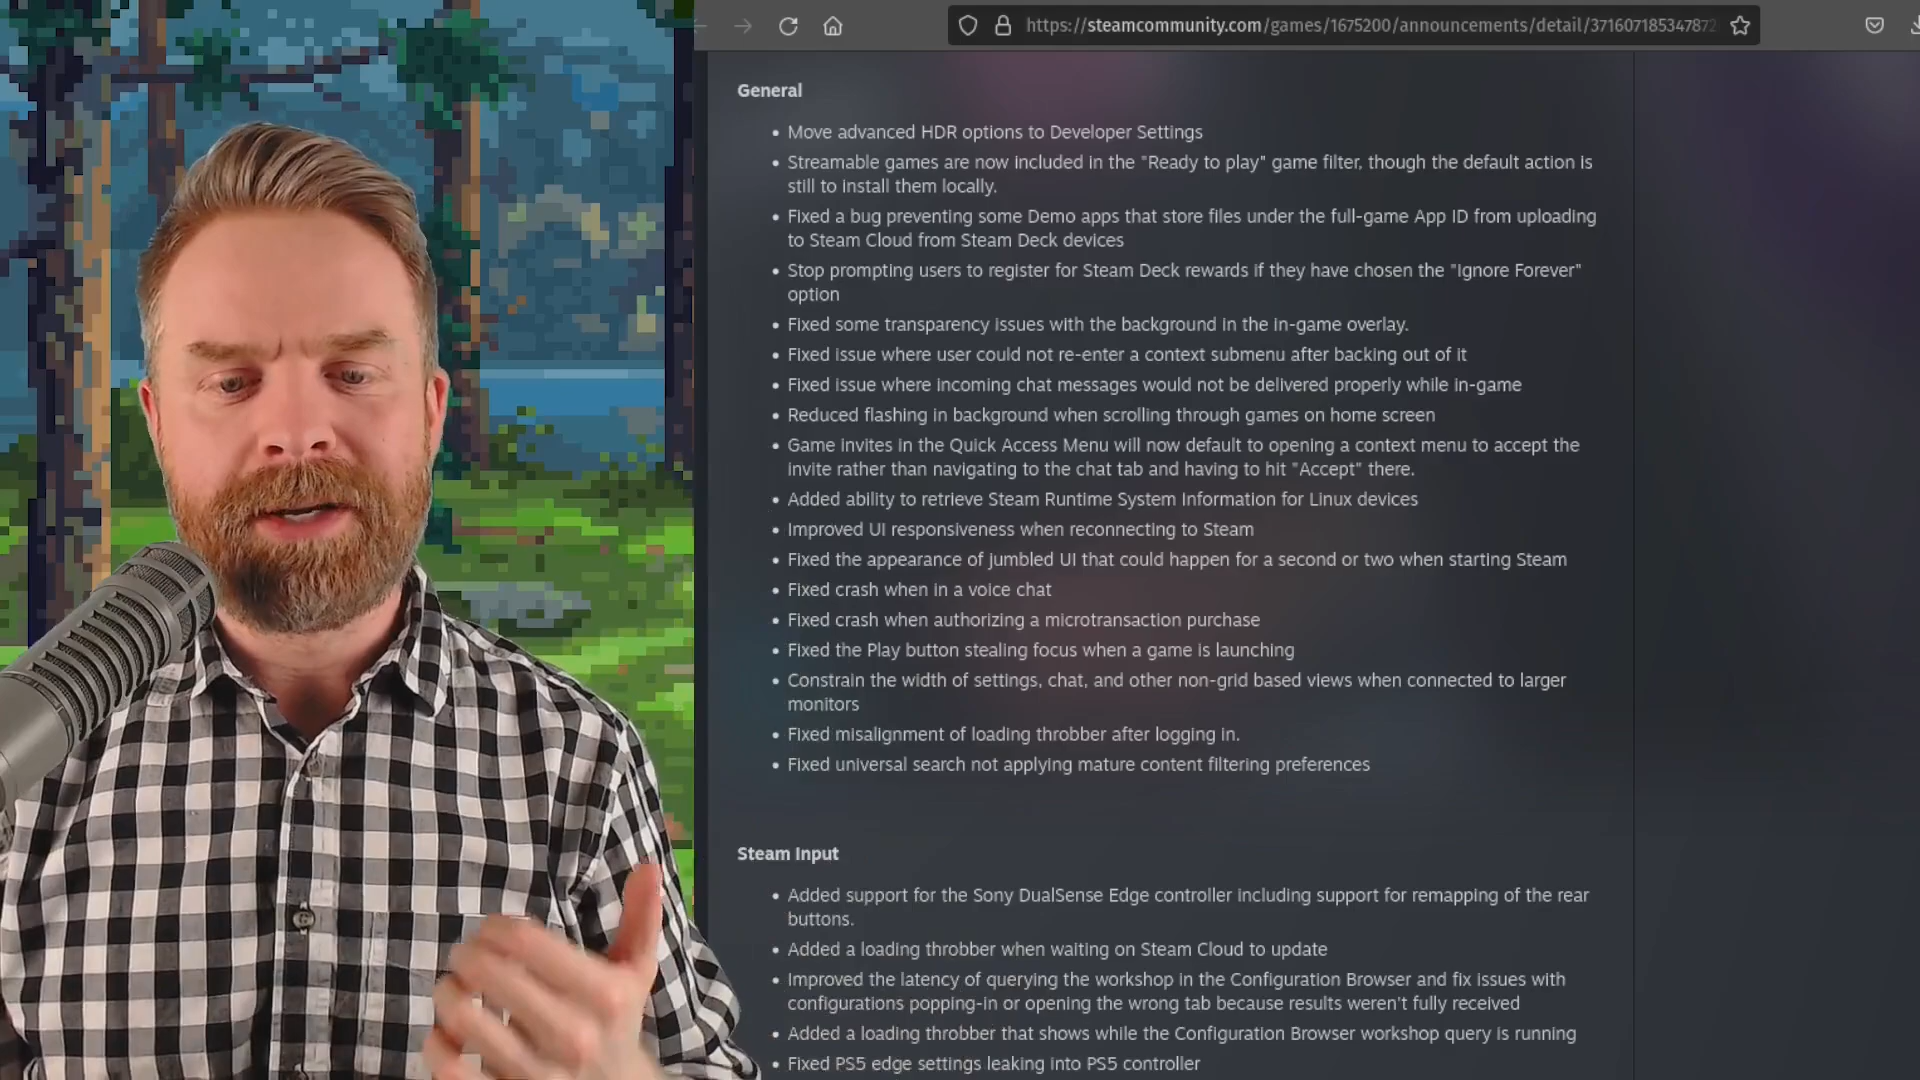 https://steamcommunity.com/games/1675200/announcements/detail/371607185347872
General
• Move advanced HDR options to Developer Settings
• Streamable games are now included in the "Ready to play" game filter, though the default action is
still to install them locally.
• Fixed a bug preventing some Demo apps that store files under the full-game App ID from uploading
to Steam Cloud from Steam Deck devices
• Stop prompting users to register for Steam Deck rewards if they have chosen the "Ignore Forever"
option
• Fixed some transparency issues with the background in the in-game overlay.
• Fixed issue where user could not re-enter a context submenu after backing out of it
• Fixed issue where incoming chat messages would not be delivered properly while in-game
• Reduced flashing in background when scrolling through games on home screen
• Game invites in the Quick Access Menu will now default to opening a context menu to accept the
invite rather than navigating to the chat tab and having to hit "Accept" there.
• Added ability to retrieve Steam Runtime System Information for Linux devices
• Improved UI responsiveness when reconnecting to Steam
• Fixed the appearance of jumbled UI that could happen for a second or two when starting Steam
• Fixed crash when in a voice chat
• Fixed crash when authorizing a microtransaction purchase
• Fixed the Play button stealing focus when a game is launching
• Constrain the width of settings, chat, and other non-grid based views when connected to larger
monitors
• Fixed misalignment of loading throbber after logging in.
• Fixed universal search not applying mature content filtering preferences
Steam Input
• Added support for the Sony DualSense Edge controller including support for remapping of the rear
buttons.
• Added a loading throbber when waiting on Steam Cloud to update
• Improved the latency of querying the workshop in the Configuration Browser and fix issues with
configurations popping-in or opening the wrong tab because results weren't fully received
• Added a loading throbber that shows while the Configuration Browser workshop query is running
• Fixed PS5 edge settings leaking into PS5 controller